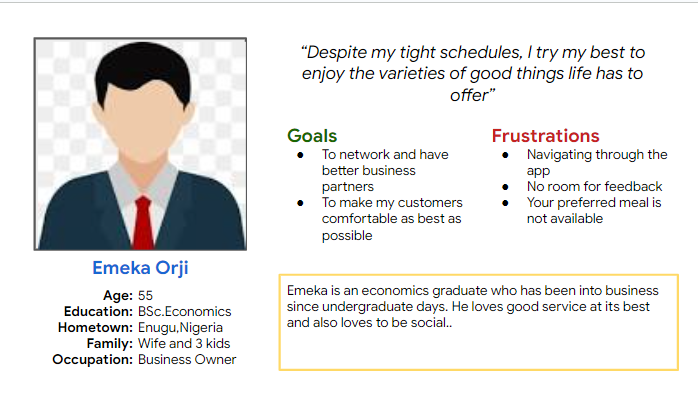 “Despite my tight schedules, I try my best to
enjoy the varieties of good things life has to
offer”
Goals
● To network and have
better business
partners
● To make my customers
comfortable as best as
possible
Frustrations
● Navigating through the
app
● No room for feedback
● Your preferred meal is
not available
Emeka Orji
Age: 55
Education: BSc.Economics
Hometown: Enugu,Nigeria
Family: Wife and 3 kids
Occupation: Business Owner
Emeka is an economics graduate who has been into business
since undergraduate days. He loves good service at its best
and also loves to be social..